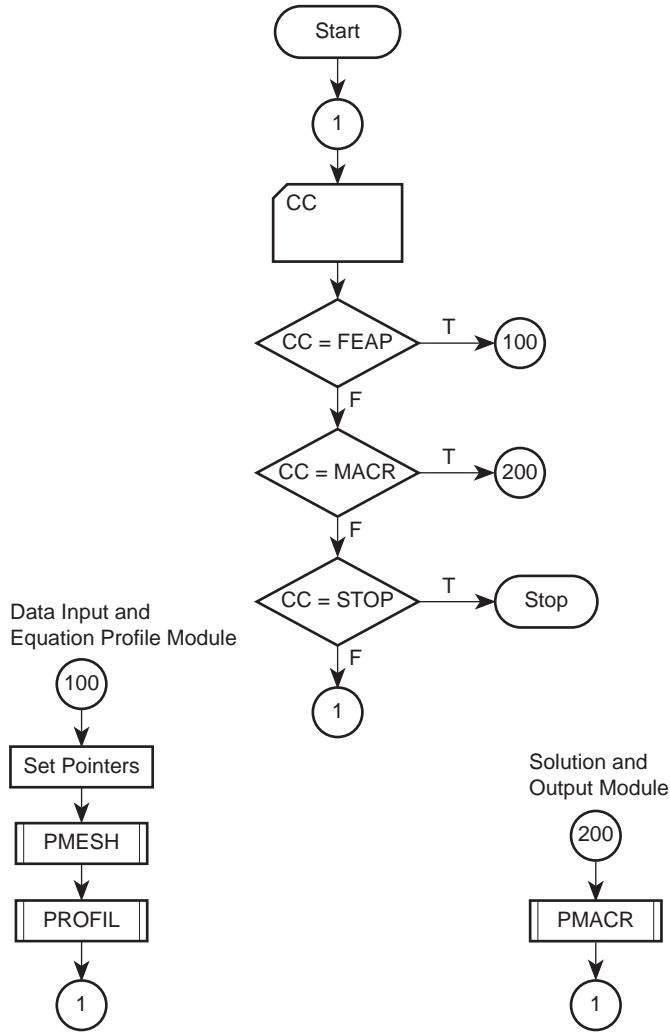 Start
1
CC
CC = FEAP
T
100
F
CC = MACR
T
200
F
CC = STOP
T
Stop
F
1
Data Input and
Equation Profile Module
100
Set Pointers
PMESH
PROFIL
1
Solution and
Output Module
200
PMACR
1